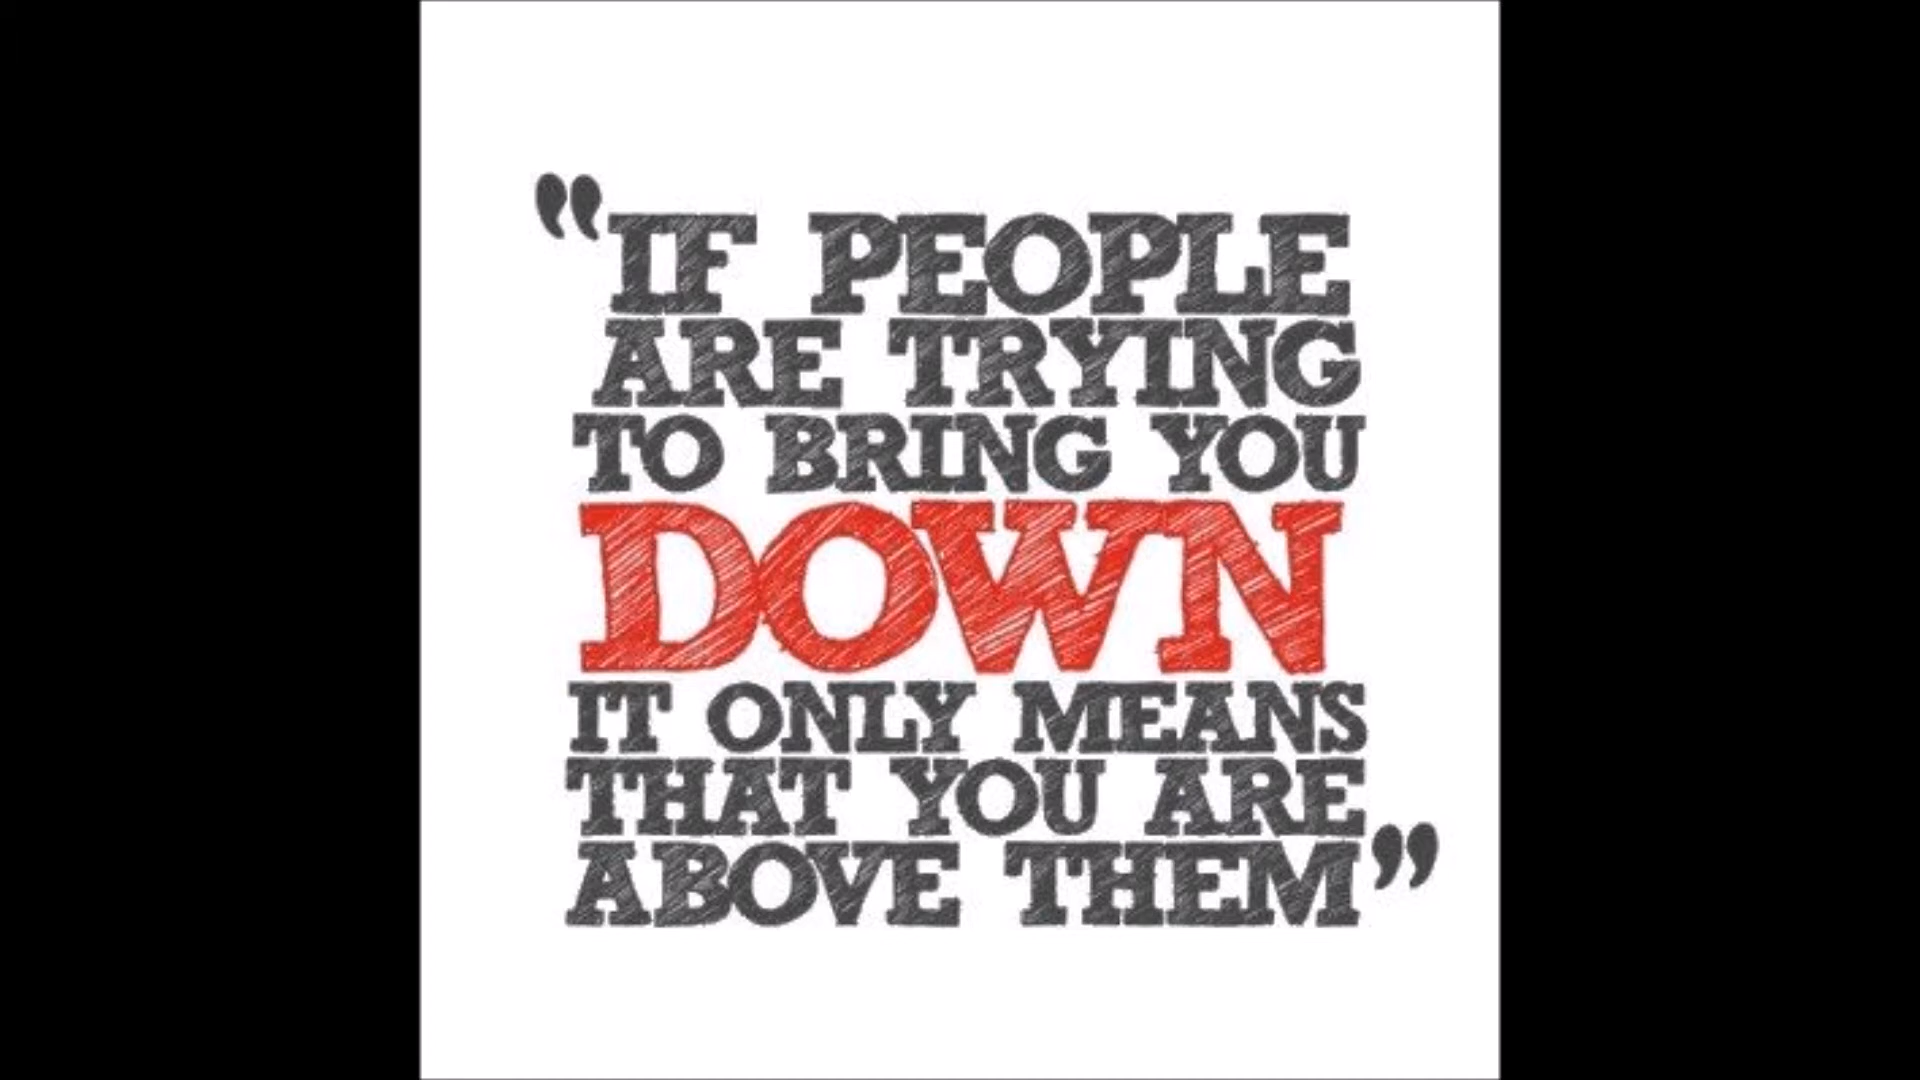 “IF PEOPLE
ARE TRYING
TO BRING YOU
DOWN
IT ONLY MEANS
THAT YOU ARE
ABOVE THEM”